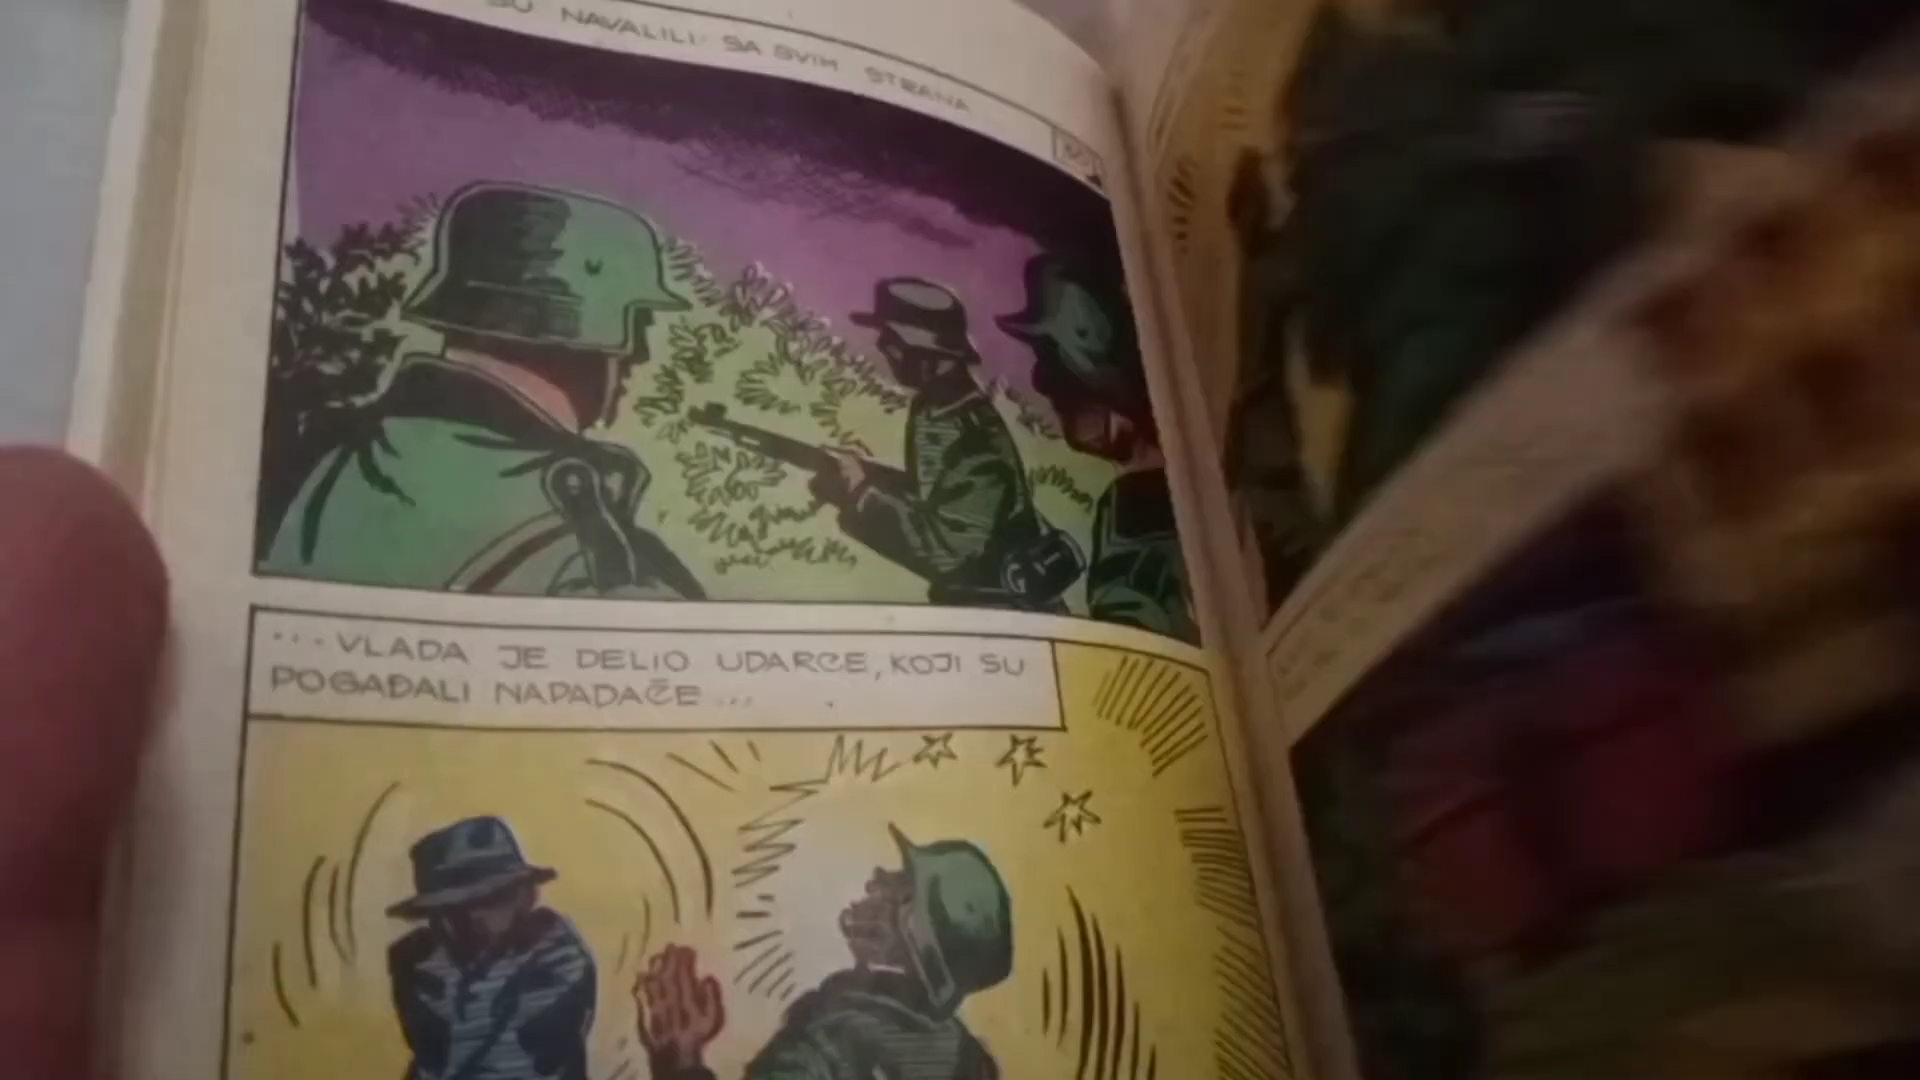 SU NAVALILI SA SVIH STRANA
...VLADA JE DELIO UDARCE, KOJI SU
POGAĐALI NAPADAČE...